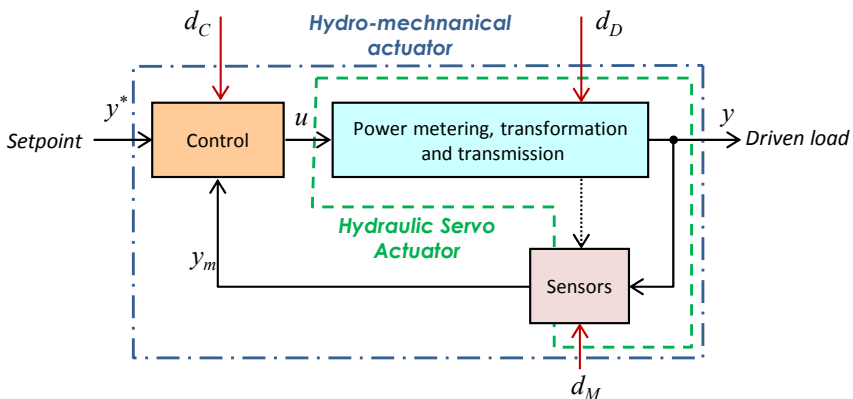 d_C
Hydro-mechnanical
actuator
d_D
y*
u
y
Setpoint
Control
Power metering, transformation
and transmission
Driven load
Hydraulic Servo
Actuator
y_m
Sensors
d_M